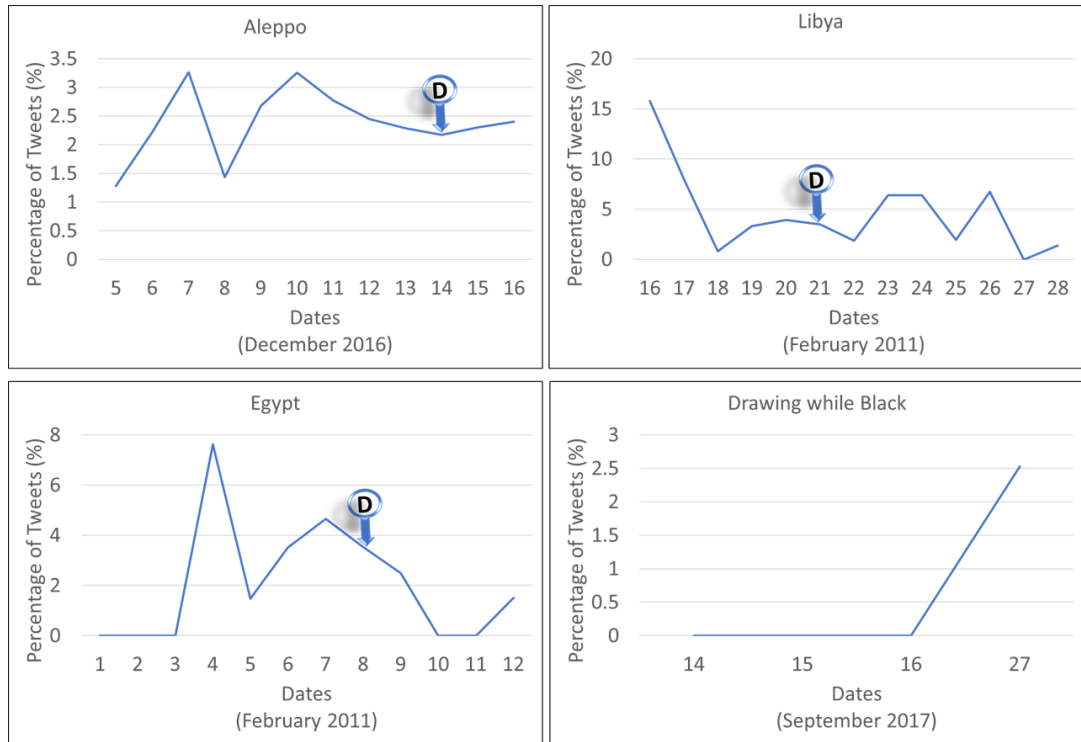 Aleppo
Percentage of Tweets (%)
3.5
3
2.5
2
1.5
1
0.5
0
D
5 6 7 8 9 10 11 12 13 14 15 16
Dates
(December 2016)
Libya
Percentage of Tweets (%)
20
15
10
5
0
D
16 17 18 19 20 21 22 23 24 25 26 27 28
Dates
(February 2011)
Egypt
Percentage of Tweets (%)
8
6
4
2
0
D
1 2 3 4 5 6 7 8 9 10 11 12
Dates
(February 2011)
Drawing while Black
Percentage of Tweets (%)
3
2.5
2
1.5
1
0.5
0
14 15 16 27
Dates
(September 2017)